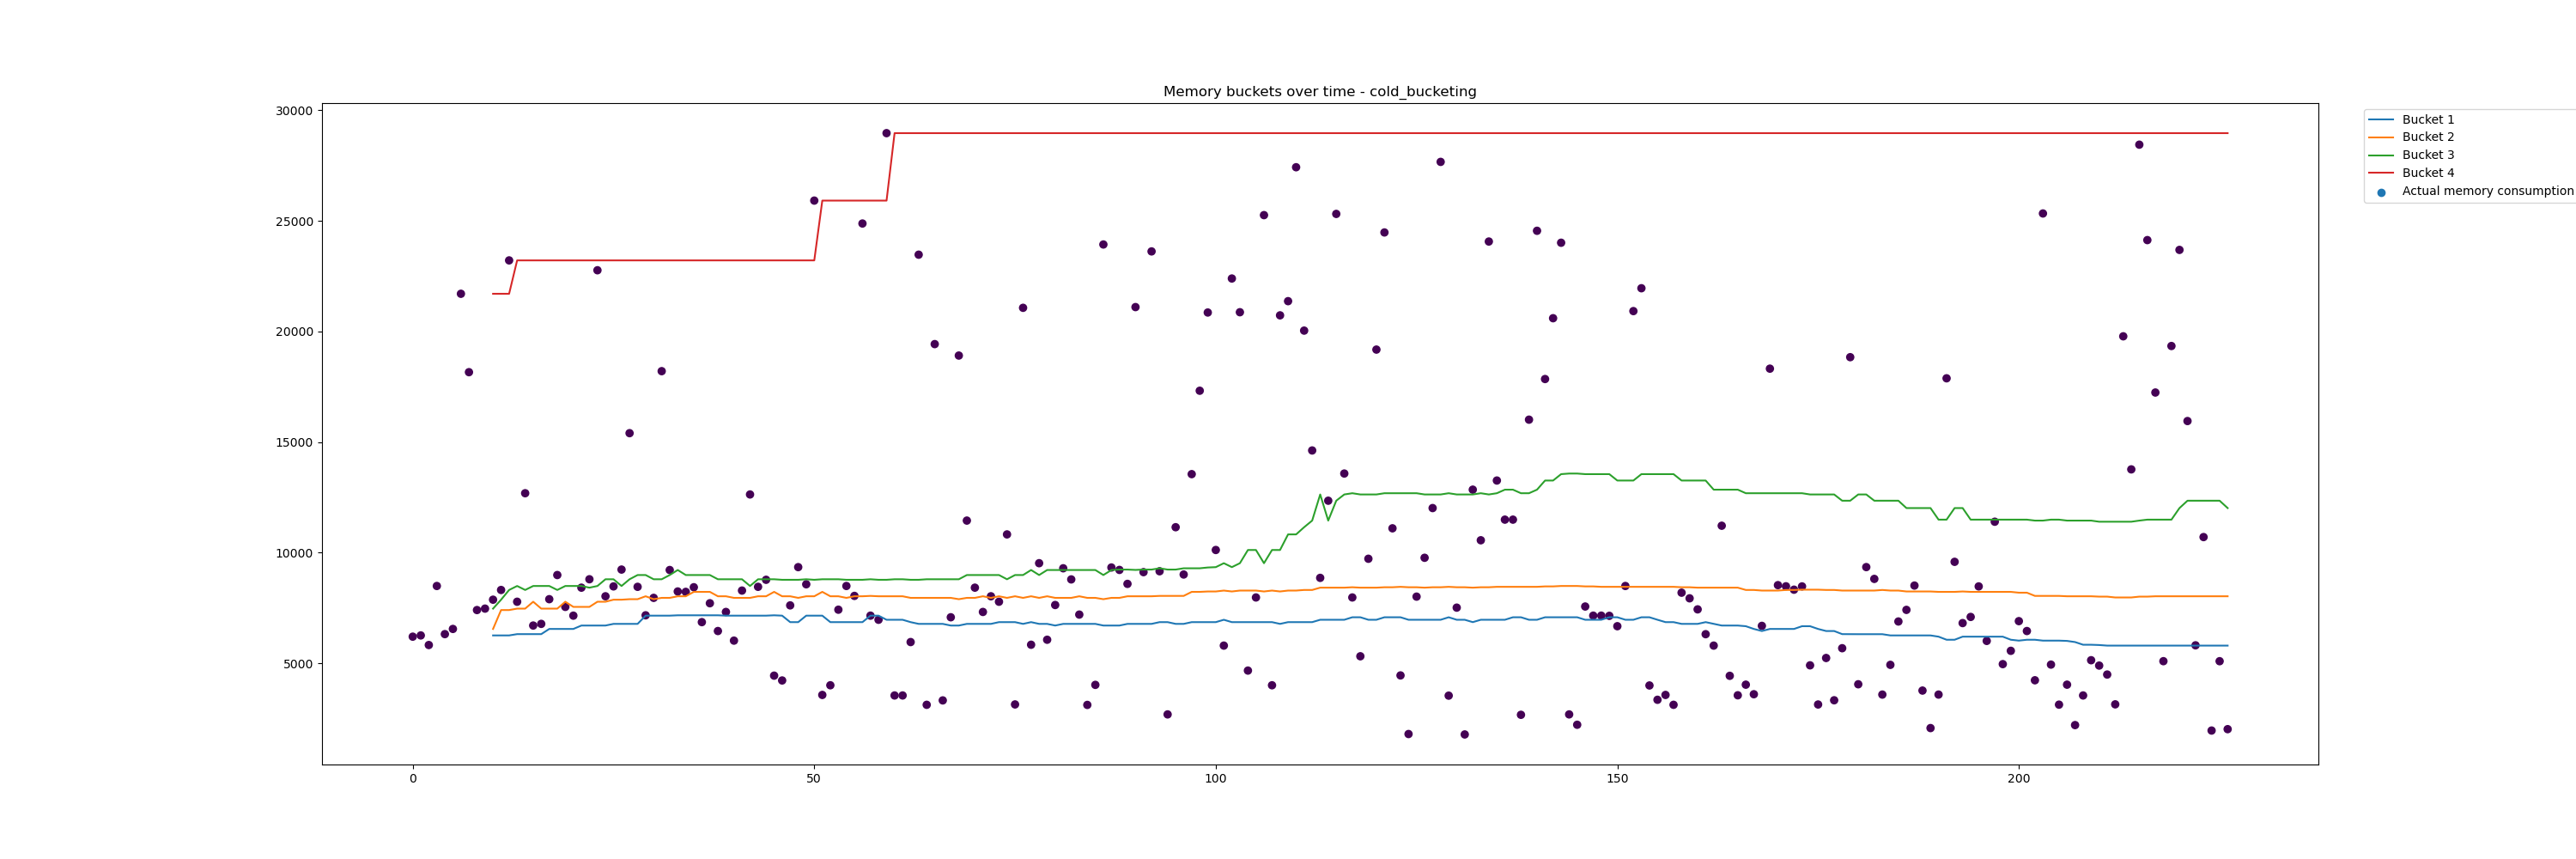 Memory buckets over time - cold_bucketing
30000
25000
20000
15000
10000
5000
0
50
100
150
200
Bucket 1
Bucket 2
Bucket 3
Bucket 4
Actual memory consumption